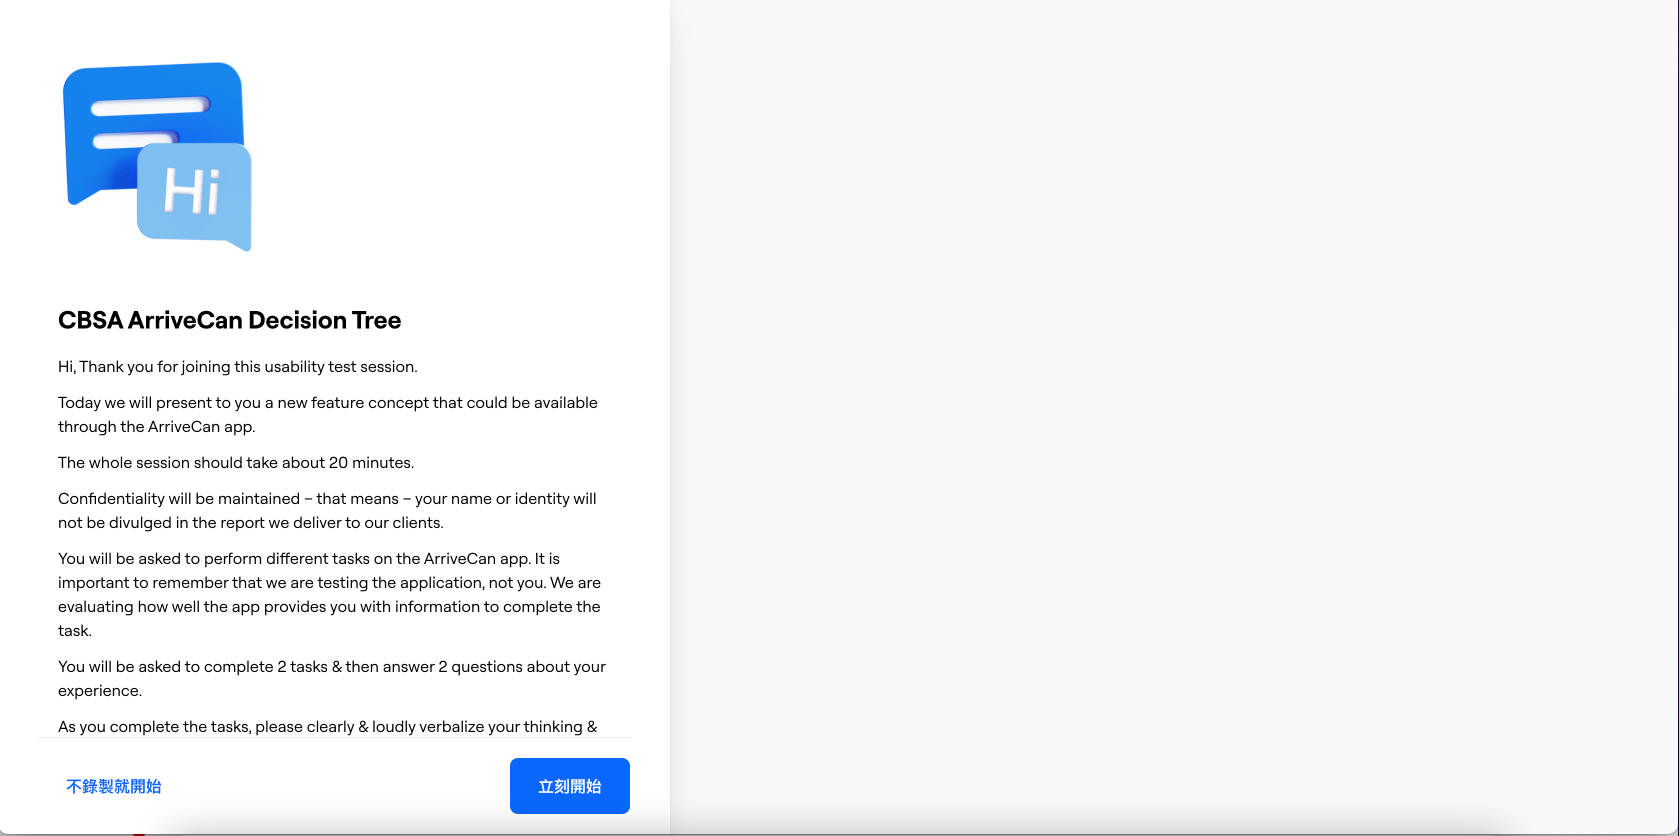 Hi
CBSA ArriveCan Decision Tree
Hi, Thank you for joining this usability test session.
Today we will present to you a new feature concept that could be available
through the ArriveCan app.
The whole session should take about 20 minutes.
Confidentiality will be maintained – that means – your name or identity will
not be divulged in the report we deliver to our clients.
You will be asked to perform different tasks on the ArriveCan app. It is
important to remember that we are testing the application, not you. We are
evaluating how well the app provides you with information to complete the
task.
You will be asked to complete 2 tasks & then answer 2 questions about your
experience.
As you complete the tasks, please clearly & loudly verbalize your thinking &
不錄製就開始
立刻開始